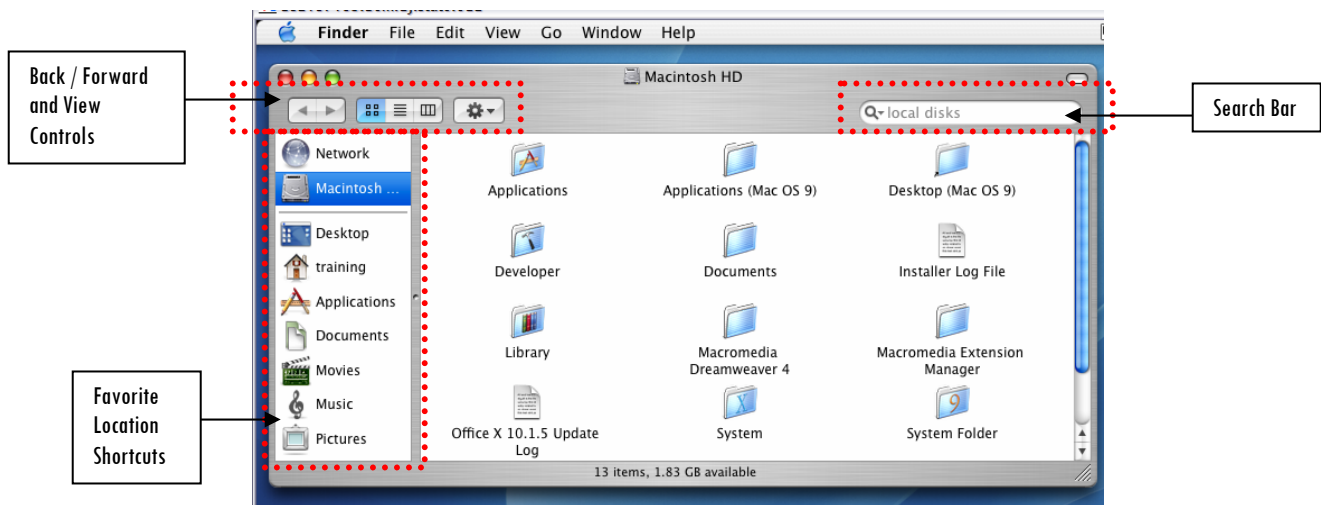 Finder File Edit View Go Window Help
Macintosh HD
Back / Forward
and View
Controls
local disks
Search Bar
Network
Macintosh ...
Desktop
training
Applications
Documents
Movies
Music
Pictures
Favorite
Location
Shortcuts
Applications
Applications (Mac OS 9)
Desktop (Mac OS 9)
Developer
Documents
Installer Log File
Library
Macromedia
Dreamweaver 4
Macromedia Extension
Manager
Office X 10.1.5 Update
Log
System
System Folder
13 items, 1.83 GB available